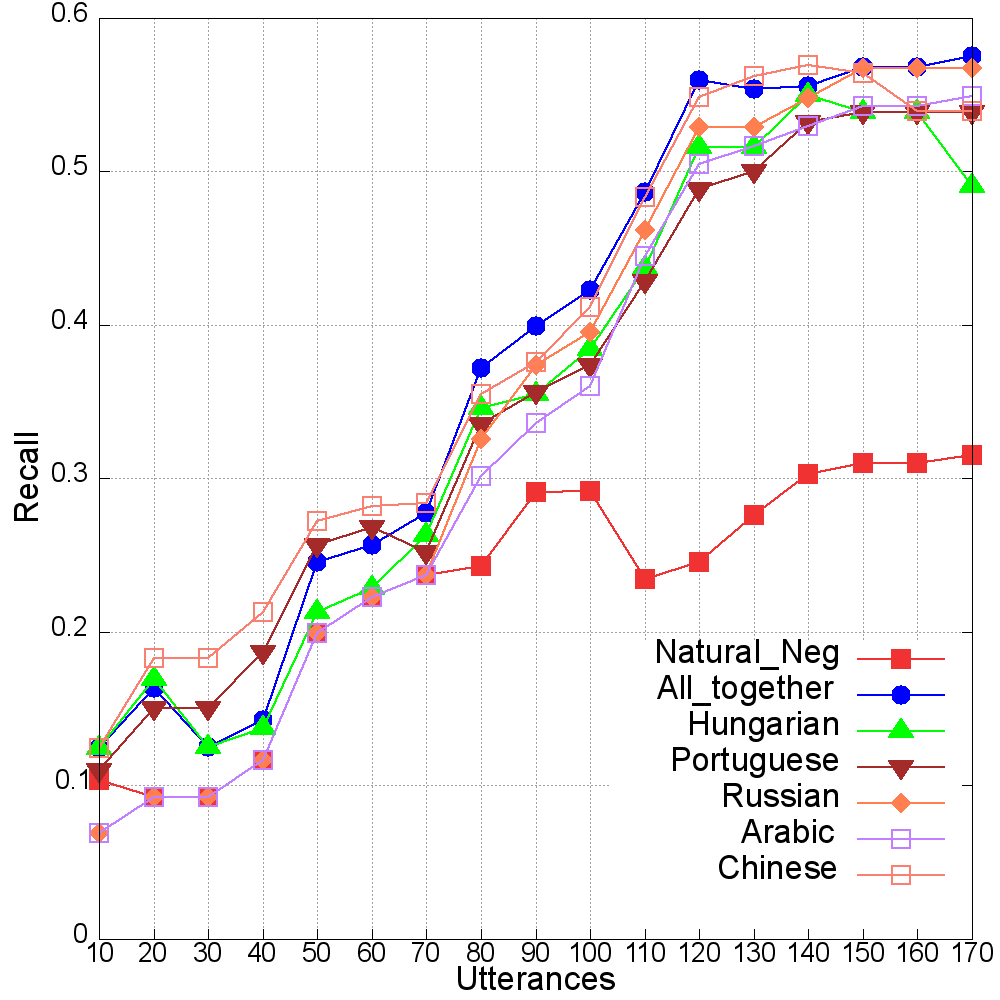 0.6
0.5
0.4
0.3
0.2
0.1
0
Recall
Natural_Neg
All_together
Hungarian
Portuguese
Russian
Arabic
Chinese
10 20 30 40 50 60 70 80 90 100 110 120 130 140 150 160 170
Utterances